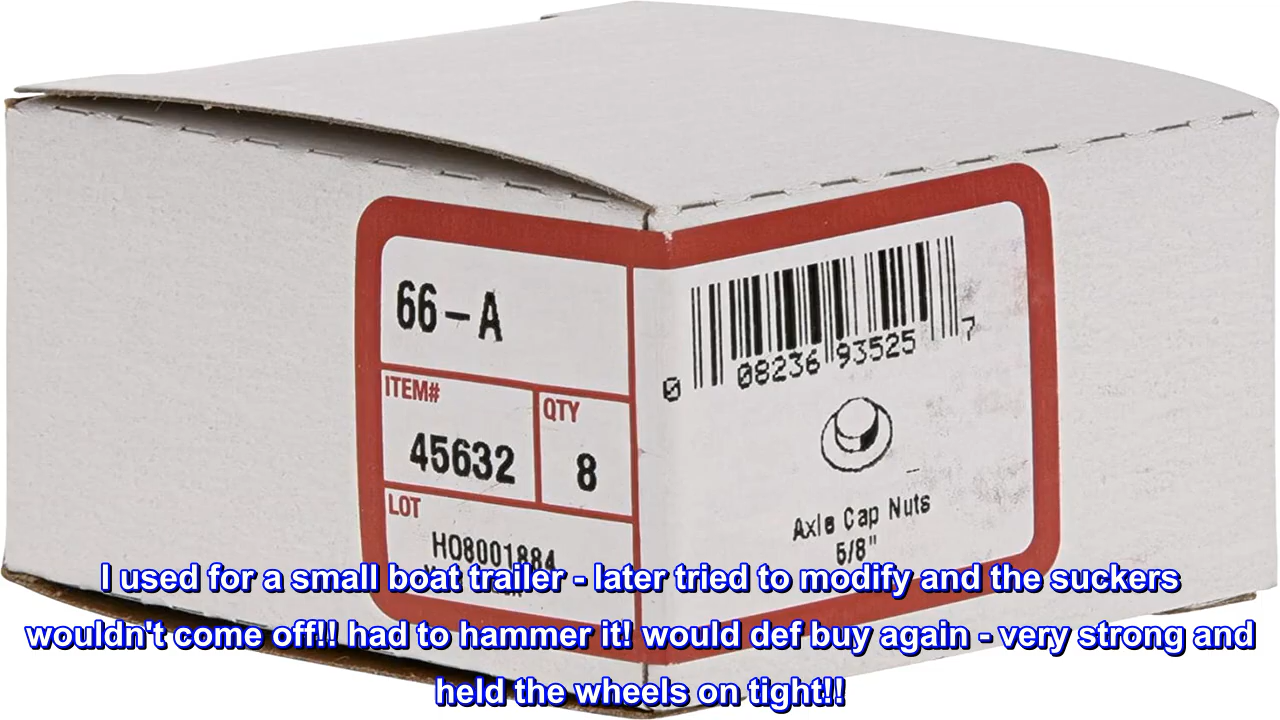 66-A
ITEM#
45632
QTY
8
LOT
HO8001884
0 08236 93525 7
Axle Cap Nuts
5/8"
I used for a small boat trailer - later tried to modify and the suckers
wouldn't come off!! had to hammer it! would def buy again - very strong and
held the wheels on tight!!